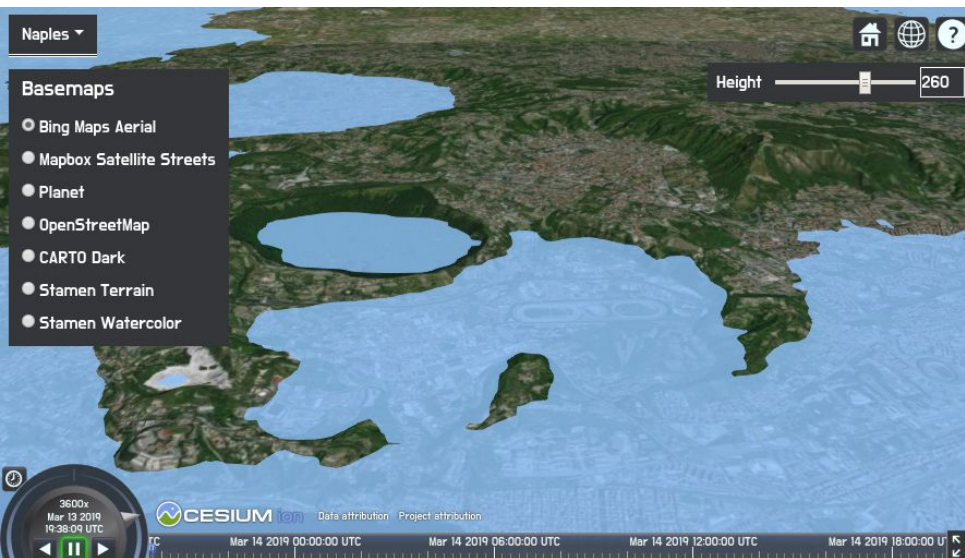 Naples
?
Height 260
Basemaps
Bing Maps Aerial
Mapbox Satellite Streets
Planet
OpenStreetMap
CARTO Dark
Stamen Terrain
Stamen Watercolor
3600x
Mar 13 2019
19:38:09 UTC
CESIUM ion Data attribution Project attribution
TC Mar 14 2019 00:00:00 UTC Mar 14 2019 06:00:00 UTC Mar 14 2019 12:00:00 UTC Mar 14 2019 18:00:00 U